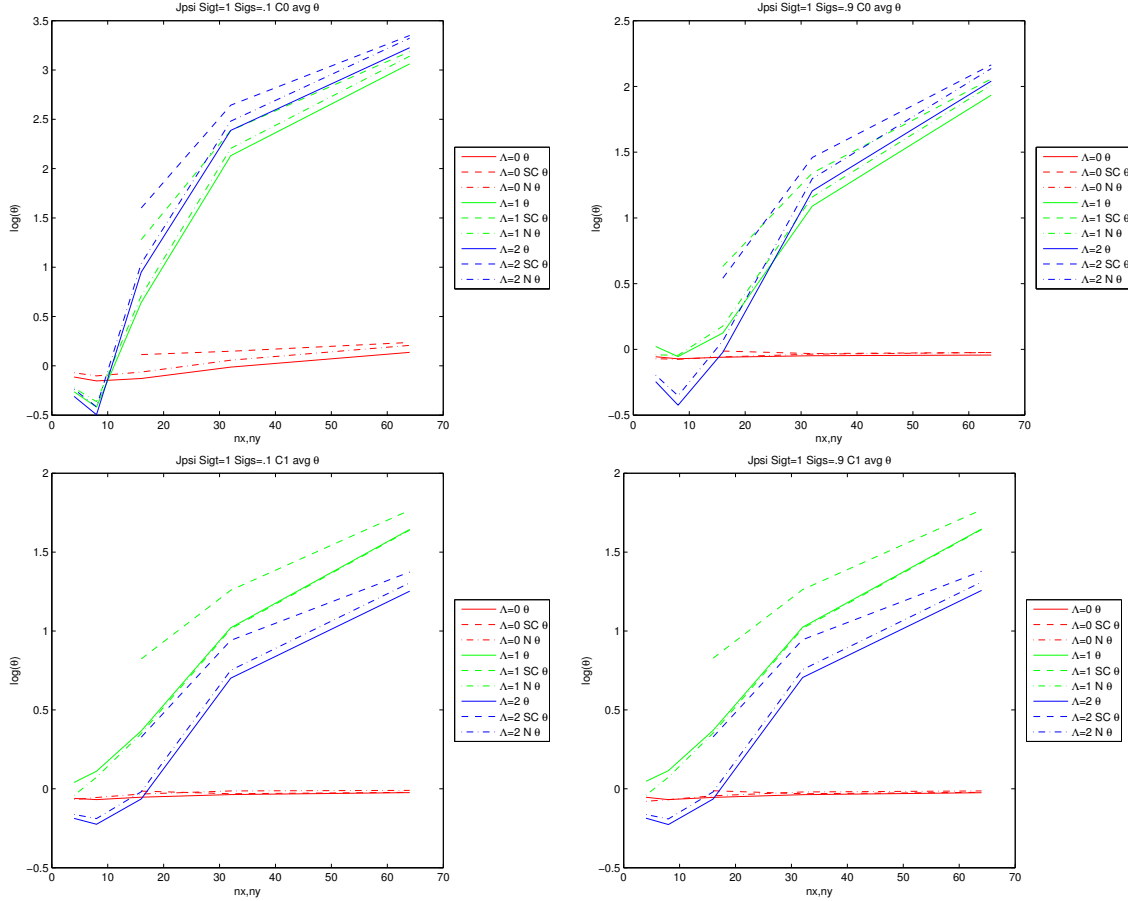 Jpsi Sigt=1 Sigs=.1 C0 avg θ
3.5
3
2.5
2
1.5
1
0.5
0
−0.5
0 10 20 30 40 50 60 70
nx,ny
log(θ)
Λ=0 θ
Λ=0 SC θ
Λ=0 N θ
Λ=1 θ
Λ=1 SC θ
Λ=1 N θ
Λ=2 θ
Λ=2 SC θ
Λ=2 N θ
Jpsi Sigt=1 Sigs=.9 C0 avg θ
2.5
2
1.5
1
0.5
0
−0.5
0 10 20 30 40 50 60 70
nx,ny
log(θ)
Λ=0 θ
Λ=0 SC θ
Λ=0 N θ
Λ=1 θ
Λ=1 SC θ
Λ=1 N θ
Λ=2 θ
Λ=2 SC θ
Λ=2 N θ
Jpsi Sigt=1 Sigs=.1 C1 avg θ
2
1.5
1
0.5
0
−0.5
0 10 20 30 40 50 60 70
nx,ny
log(θ)
Λ=0 θ
Λ=0 SC θ
Λ=0 N θ
Λ=1 θ
Λ=1 SC θ
Λ=1 N θ
Λ=2 θ
Λ=2 SC θ
Λ=2 N θ
Jpsi Sigt=1 Sigs=.9 C1 avg θ
2
1.5
1
0.5
0
−0.5
0 10 20 30 40 50 60 70
nx,ny
log(θ)
Λ=0 θ
Λ=0 SC θ
Λ=0 N θ
Λ=1 θ
Λ=1 SC θ
Λ=1 N θ
Λ=2 θ
Λ=2 SC θ
Λ=2 N θ